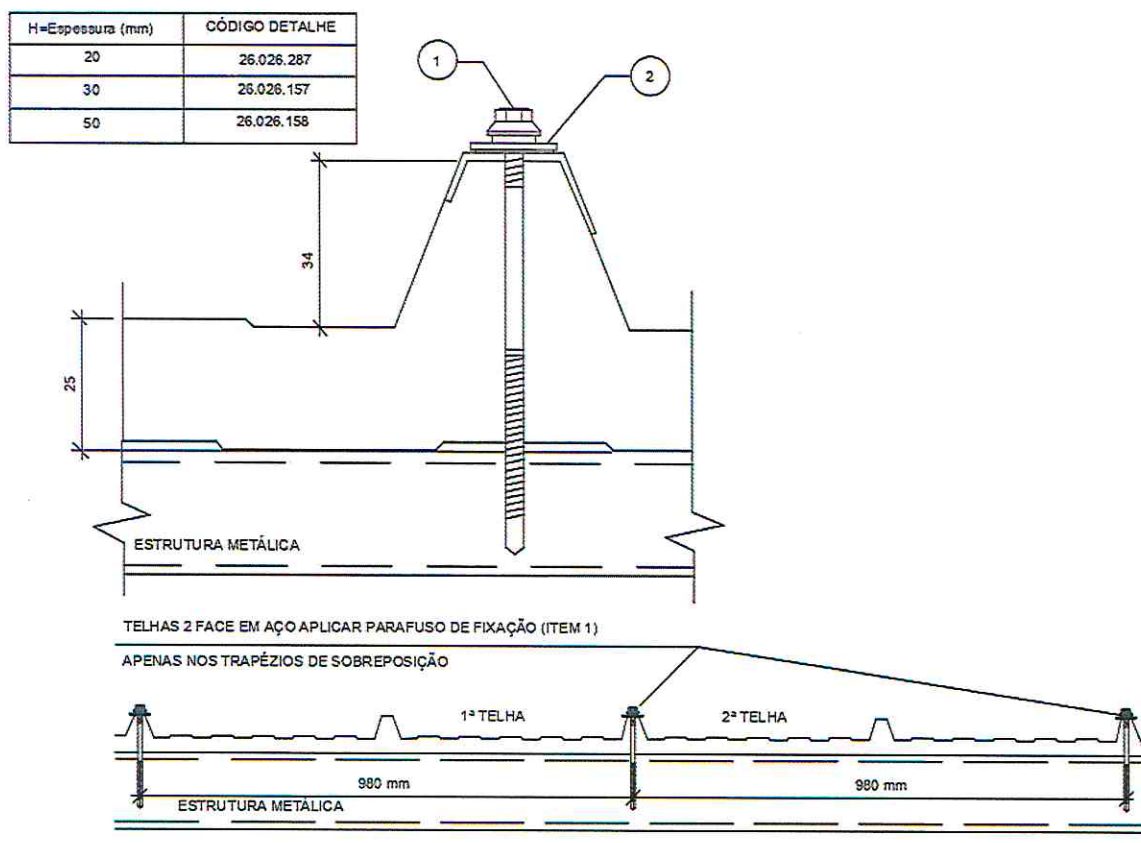 H=Espessura (mm) CÓDIGO DETALHE
20 26.026.287
30 26.026.157
50 26.026.158
1
2
34
25
ESTRUTURA METÁLICA
TELHAS 2 FACE EM AÇO APLICAR PARAFUSO DE FIXAÇÃO (ITEM 1)
APENAS NOS TRAPÉZIOS DE SOBREPOSIÇÃO
1ª TELHA 2ª TELHA
980 mm 980 mm
ESTRUTURA METÁLICA